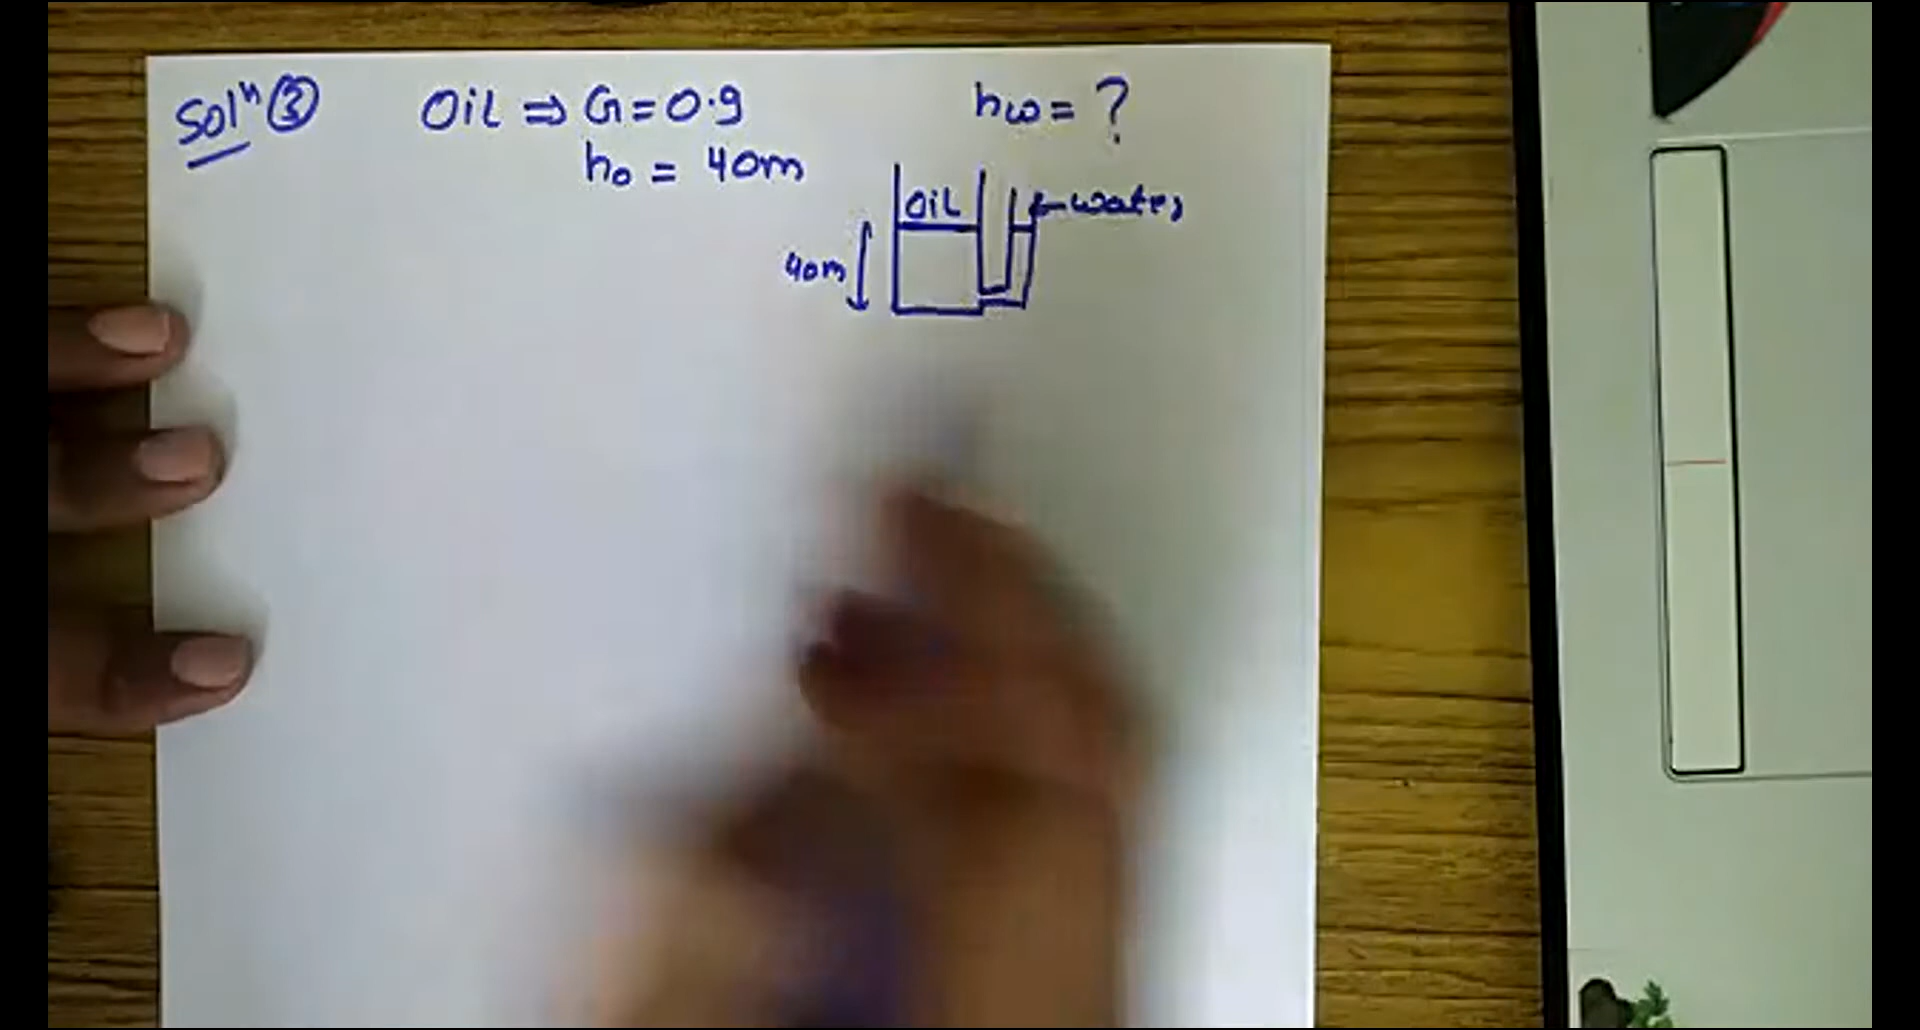 Solⁿ ③ Oil ⇒ G = 0.9 hω = ?
h₀ = 40m
Oil ←water
40m